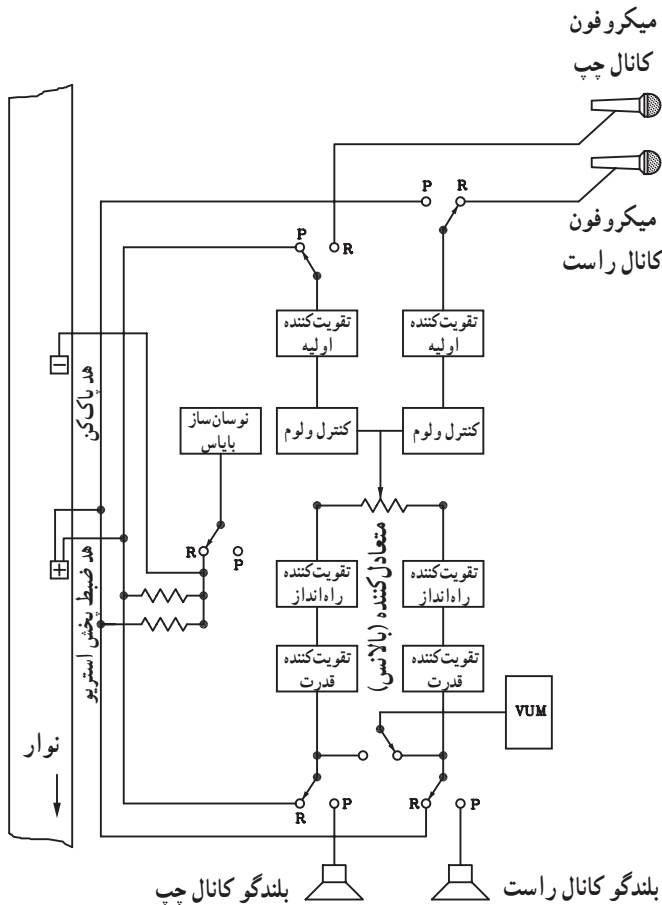 میکروفون
کانال چپ
میکروفون
کانال راست
P R
P R
تقویت‌کننده
اولیه
تقویت‌کننده
اولیه
هد پاک‌کن
نوسان‌ساز
بایاس
کنترل ولوم
کنترل ولوم
R P
هد ضبط پخش استریو
متعادل‌کننده (بالانس)
تقویت‌کننده
راه‌انداز
تقویت‌کننده
راه‌انداز
تقویت‌کننده
قدرت
تقویت‌کننده
قدرت
VUM
نوار
R P
R P
بلندگو کانال چپ
بلندگو کانال راست